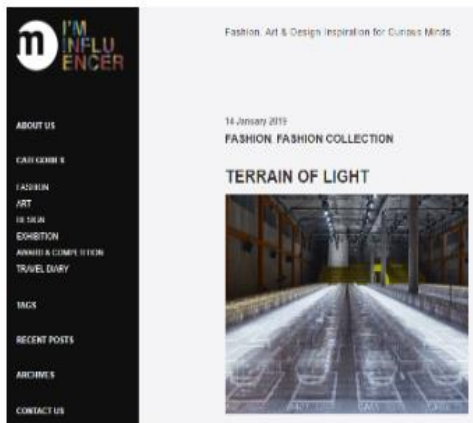 m I'M
INFLU
ENCER
ABOUT US
CATEGORIES
FASHION
ART
DESIGN
EXHIBITION
AWARD & COMPETITION
TRAVEL DIARY
TAGS
RECENT POSTS
ARCHIVES
CONTACT US
Fashion, Art & Design Inspiration for Curious Minds
14 January 2019
FASHION, FASHION COLLECTION
TERRAIN OF LIGHT